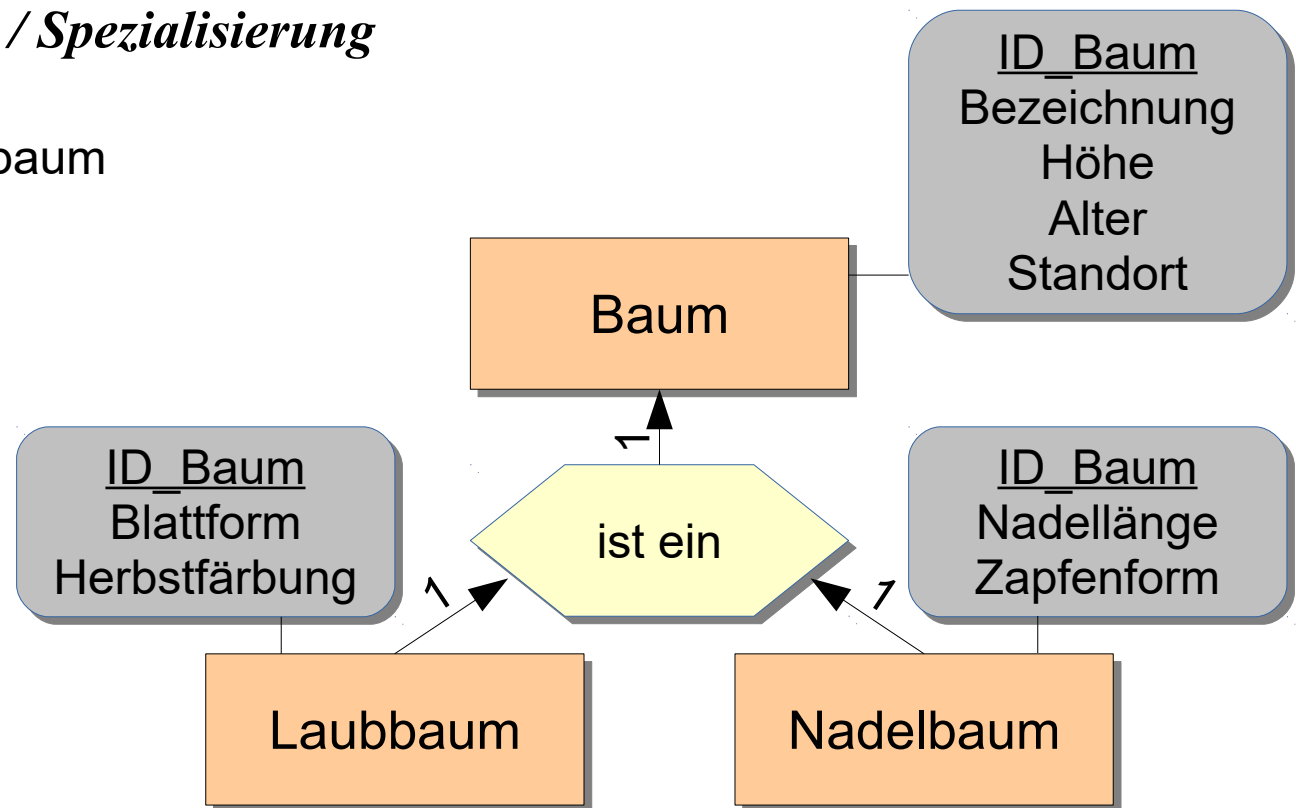 / Spezialisierung
baum
ID_Baum
Bezeichnung
Höhe
Alter
Standort
Baum
1
ID_Baum
Blattform
Herbstfärbung
ist ein
ID_Baum
Nadellänge
Zapfenform
1
1
Laubbaum
Nadelbaum